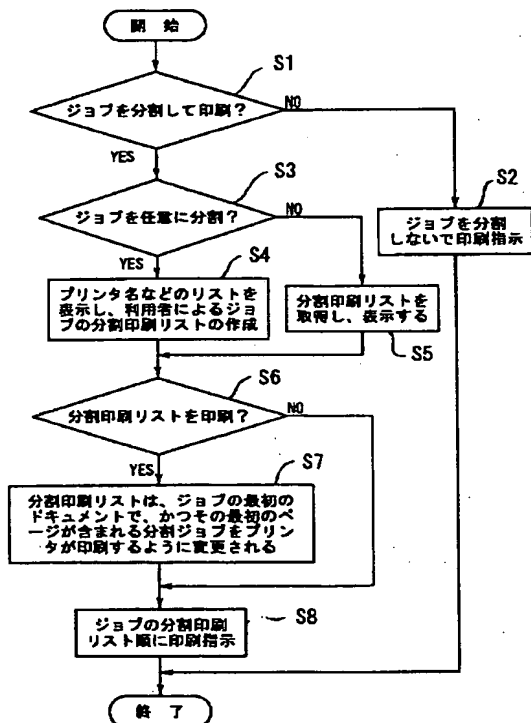 開 始
S1
ジョブを分割して印刷？
NO
YES
S3
ジョブを任意に分割？
NO
YES
S2
ジョブを分割
しないで印刷指示
S4
プリンタ名などのリストを
表示し、利用者によるジョ
ブの分割印刷リストの作成
分割印刷リストを
取得し、表示する
S5
S6
分割印刷リストを印刷？
NO
YES
S7
分割印刷リストは、ジョブの最初の
ドキュメントで、かつその最初のペ
ージが含まれる分割ジョブをプリン
タが印刷するように変更される
ジョブの分割印刷
リスト順に印刷指示
S8
終 了